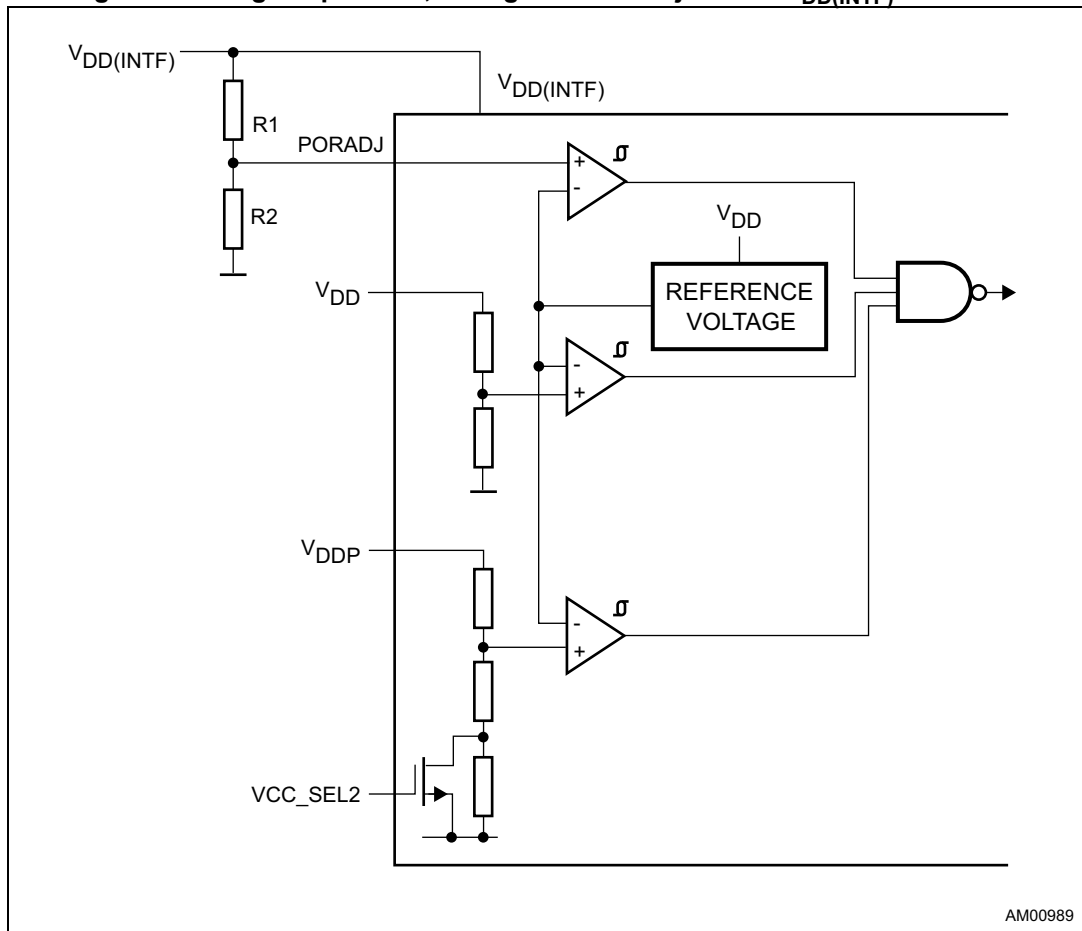 VDD(INTF)
VDD(INTF)
R1
PORADJ
+
-
R2
VDD
VDD
REFERENCE
VOLTAGE
-
+
VDDP
-
+
VCC_SEL2
AM00989